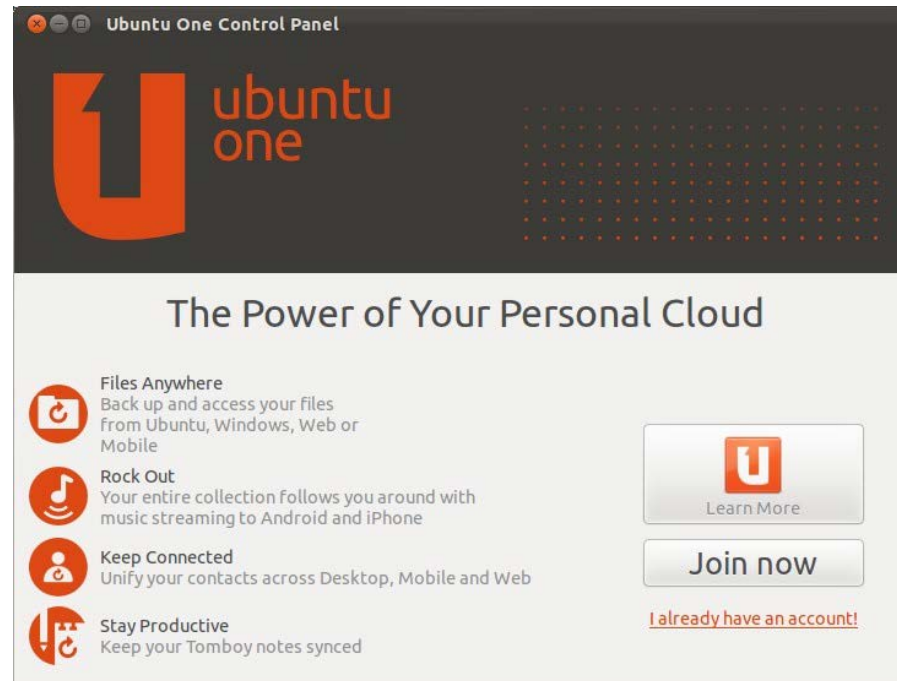 Ubuntu One Control Panel
ubuntu
one
The Power of Your Personal Cloud
Files Anywhere
Back up and access your files
from Ubuntu, Windows, Web or
Mobile
Rock Out
Your entire collection follows you around with
music streaming to Android and iPhone
Keep Connected
Unify your contacts across Desktop, Mobile and Web
Stay Productive
Keep your Tomboy notes synced
Learn More
Join now
I already have an account!